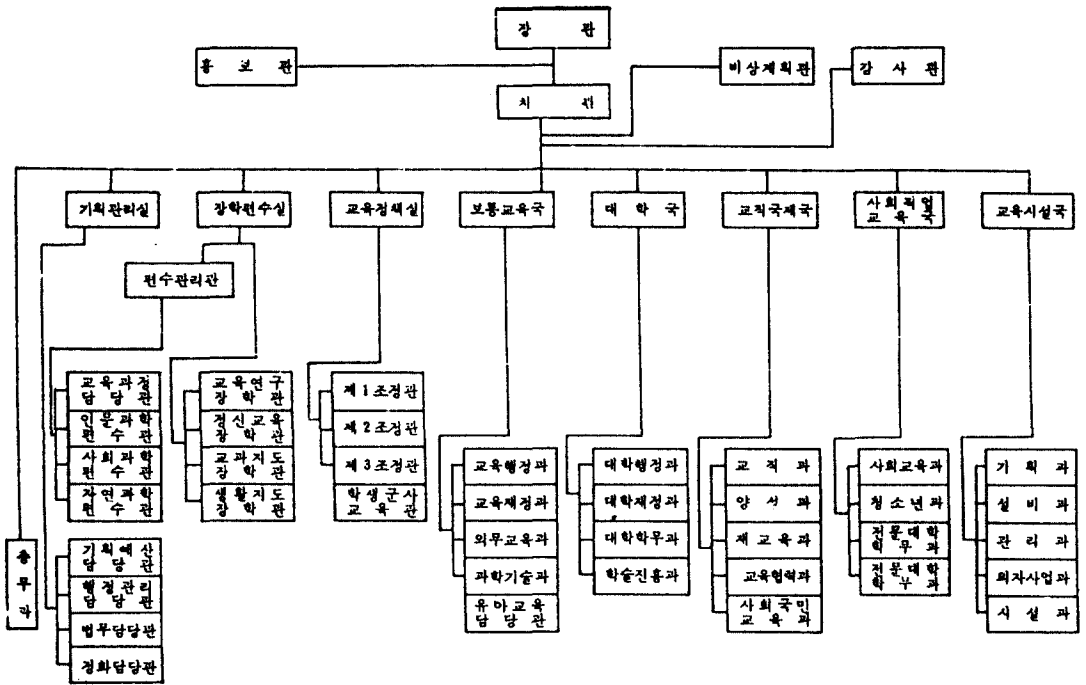 장 관
홍 보 관
비상계획관
감 사 관
차 관
기획관리실
장학편수실
교육정책실
보통교육국
대 학 국
교직국제국
사회직업
교 육 국
교육시설국
편수관리관
교육과정
담 당 관
인문과학
편 수 관
사회과학
편 수 관
자연과학
편 수 관
교육연구
장 학 관
정신교육
장 학 관
교과지도
장 학 관
생활지도
장 학 관
제1조정관
제2조정관
제3조정관
학생군사
교 육 관
총
무
과
기획예산
담 당 관
행정관리
담 당 관
법무담당관
정화담당관
교육행정과
교육재정과
의무교육과
과학기술과
유아교육
담 당 관
대학행정과
대학재정과
대학학무과
학술진흥과
교 직 과
양 성 과
재교육과
교육협력과
사회국민
교 육 과
사회교육과
청소년과
전문대학
학 무 과
전문대학
학 무 과
기 획 과
설 비 과
관 리 과
의자사업과
시 설 과